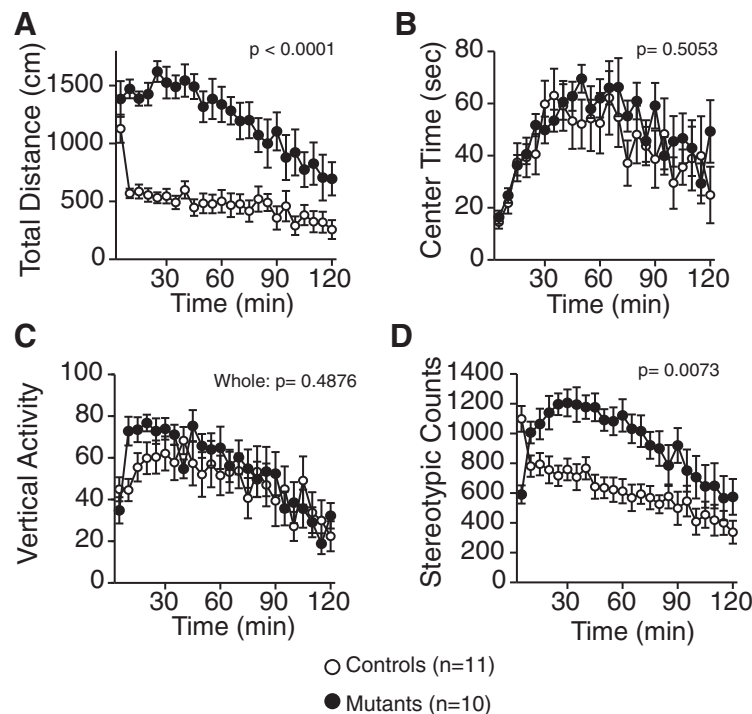 A
p < 0.0001
Total Distance (cm)
1500
1000
500
0
30 60 90 120
Time (min)
B
p= 0.5053
Center Time (sec)
80
60
40
20
0
30 60 90 120
Time (min)
C
Whole: p= 0.4876
Vertical Activity
100
80
60
40
20
0
30 60 90 120
Time (min)
D
p= 0.0073
Stereotypic Counts
1400
1200
1000
800
600
400
200
0
30 60 90 120
Time (min)
Controls (n=11)
Mutants (n=10)